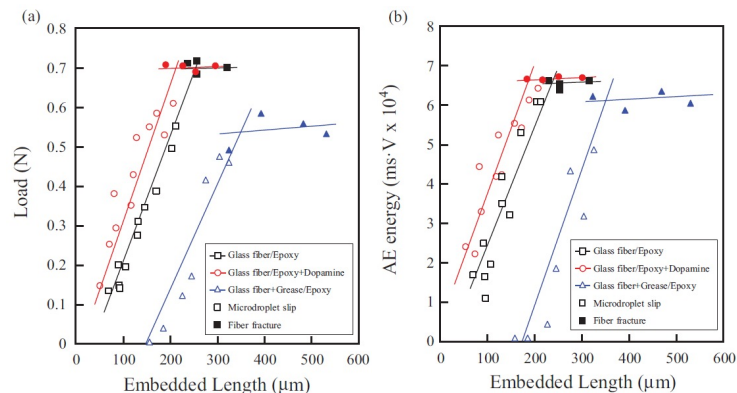 (a)
0.8
0.7
0.6
0.5
0.4
0.3
0.2
0.1
0
Load (N)
0 100 200 300 400 500 600
Embedded Length (μm)
Glass fiber/Epoxy
Glass fiber/Epoxy+Dopamine
Glass fiber+Grease/Epoxy
Microdroplet slip
Fiber fracture
(b)
8
7
6
5
4
3
2
1
0
AE energy (ms·V x 10⁴)
0 100 200 300 400 500 600
Embedded Length (μm)
Glass fiber/Epoxy
Glass fiber/Epoxy+Dopamine
Glass fiber+Grease/Epoxy
Microdroplet slip
Fiber fracture